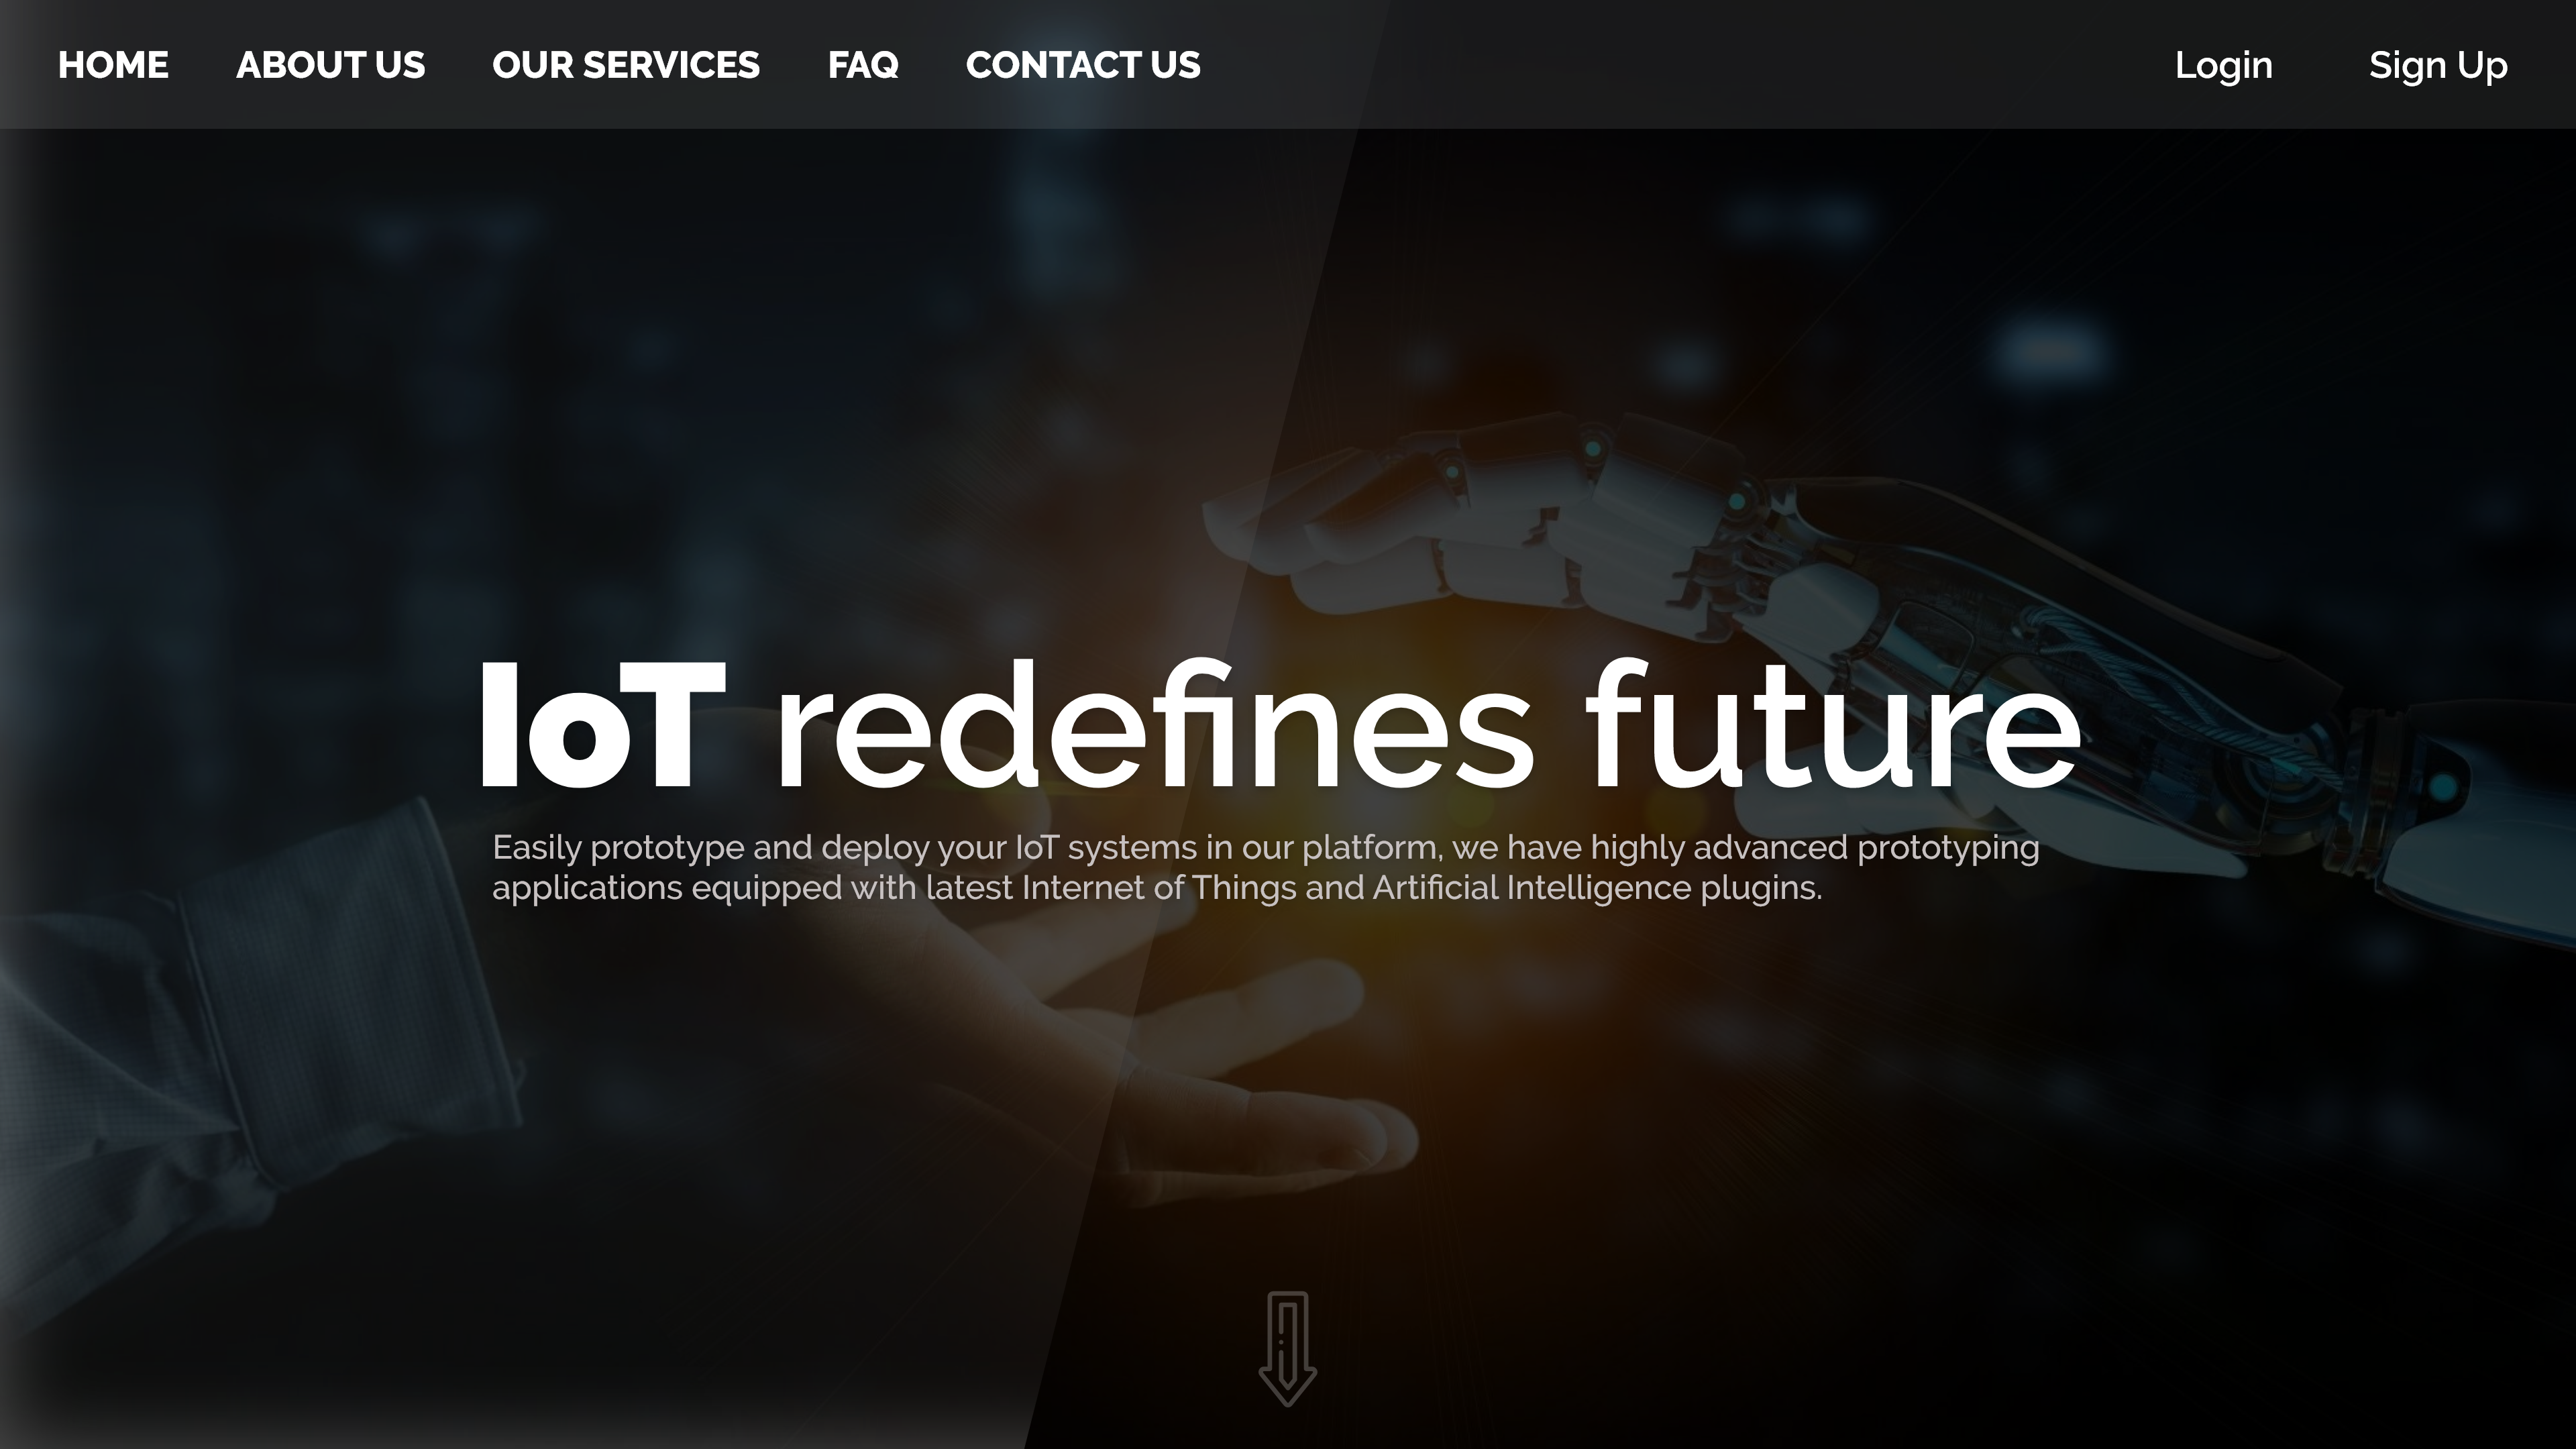 HOME ABOUT US OUR SERVICES FAQ CONTACT US Login Sign Up
IoT redefines future
Easily prototype and deploy your IoT systems in our platform, we have highly advanced prototyping
applications equipped with latest Internet of Things and Artificial Intelligence plugins.